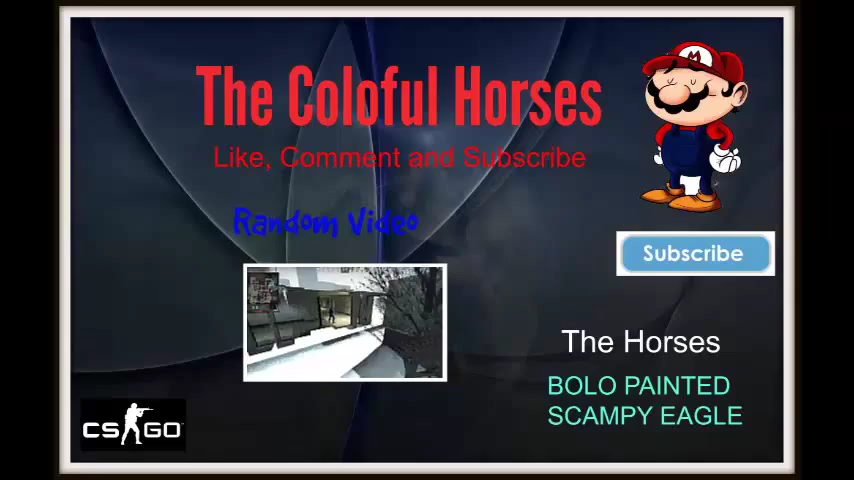 The Coloful Horses
Like, Comment and Subscribe
Random Video
Subscribe
The Horses
BOLO PAINTED
SCAMPY EAGLE
CS GO